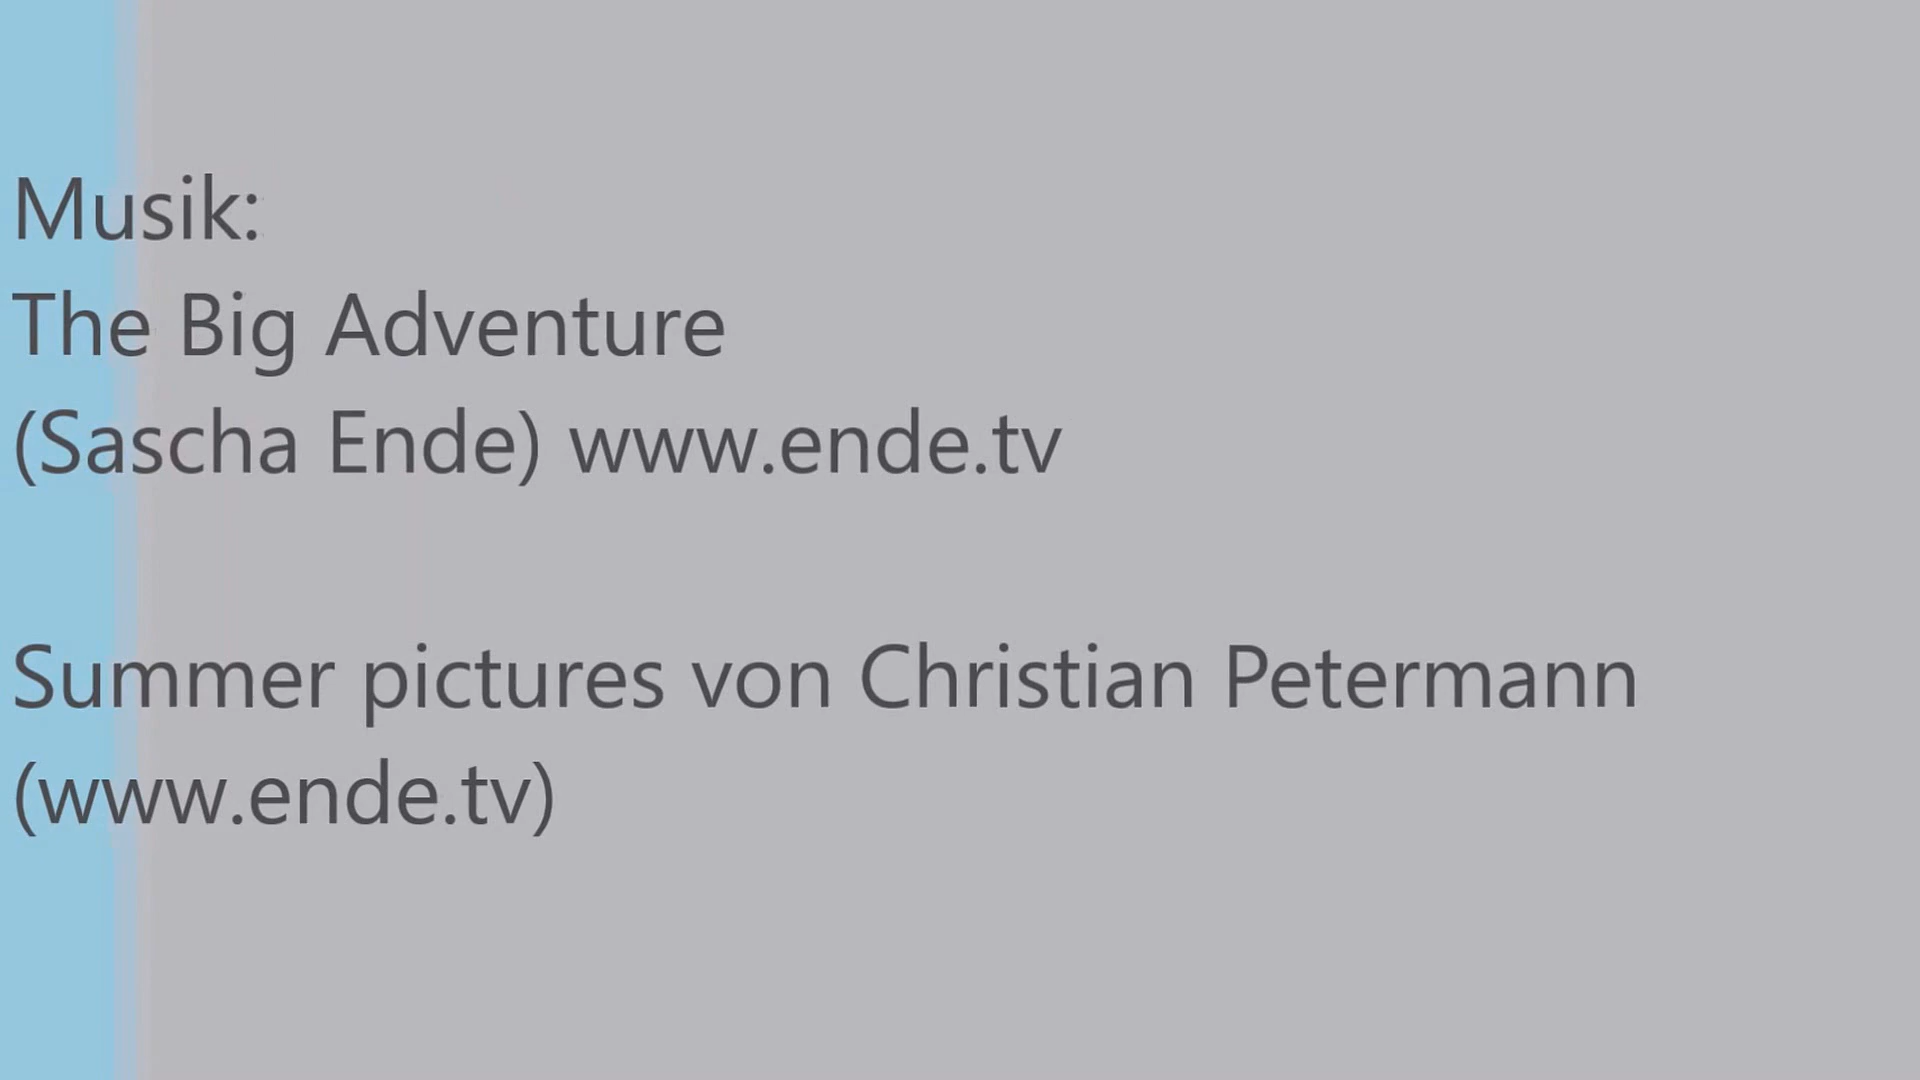 Musik:
The Big Adventure
(Sascha Ende) www.ende.tv
Summer pictures von Christian Petermann
(www.ende.tv)